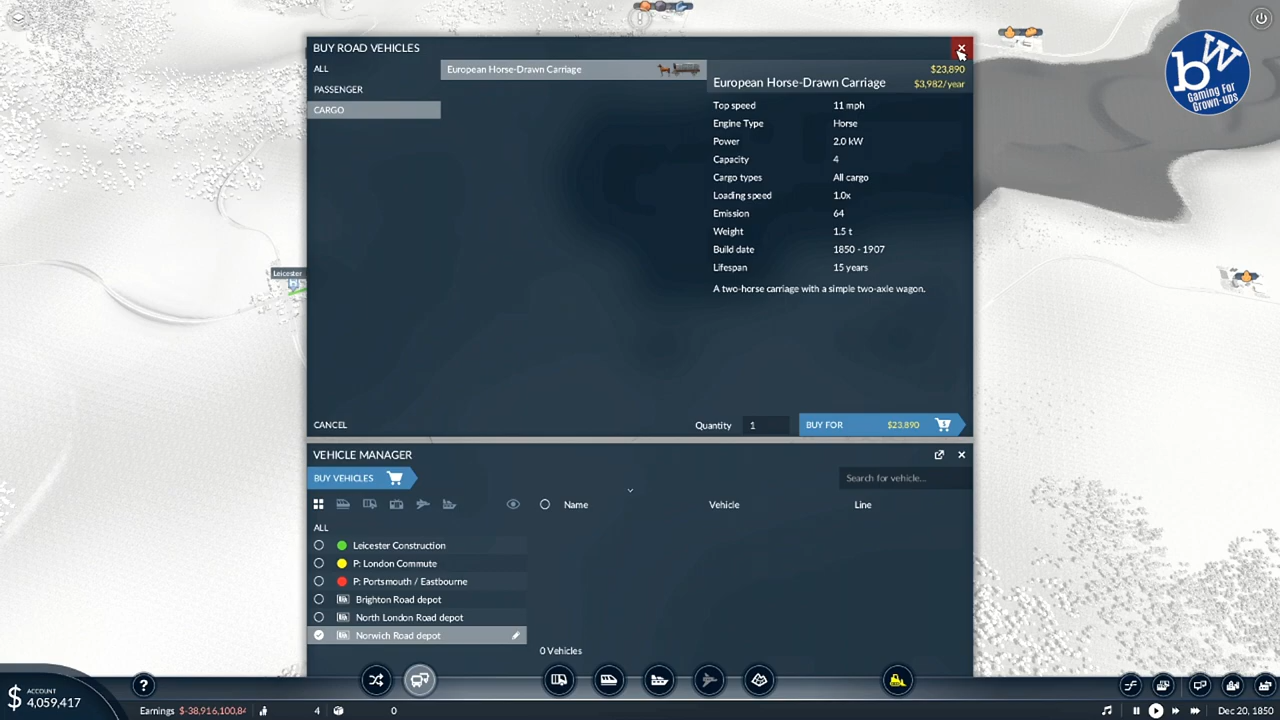 BUY ROAD VEHICLES
ALL
PASSENGER
CARGO
European Horse-Drawn Carriage
$23,890
European Horse-Drawn Carriage
$3,982/year
Top speed 11 mph
Engine Type Horse
Power 2.0 kW
Capacity 4
Cargo types All cargo
Loading speed 1.0x
Emission 64
Weight 1.5 t
Build date 1850 - 1907
Lifespan 15 years
A two-horse carriage with a simple two-axle wagon.
CANCEL
Quantity 1
BUY FOR $23,890
bW
Gaming For
Grown-ups
Leicester
VEHICLE MANAGER
BUY VEHICLES
Search for vehicle...
Name Vehicle Line
ALL
Leicester Construction
P: London Commute
P: Portsmouth / Eastbourne
Brighton Road depot
North London Road depot
Norwich Road depot
0 Vehicles
$ ACCOUNT
4,059,417
?
Earnings $-38,916,100,84
4
0
Dec 20, 1850